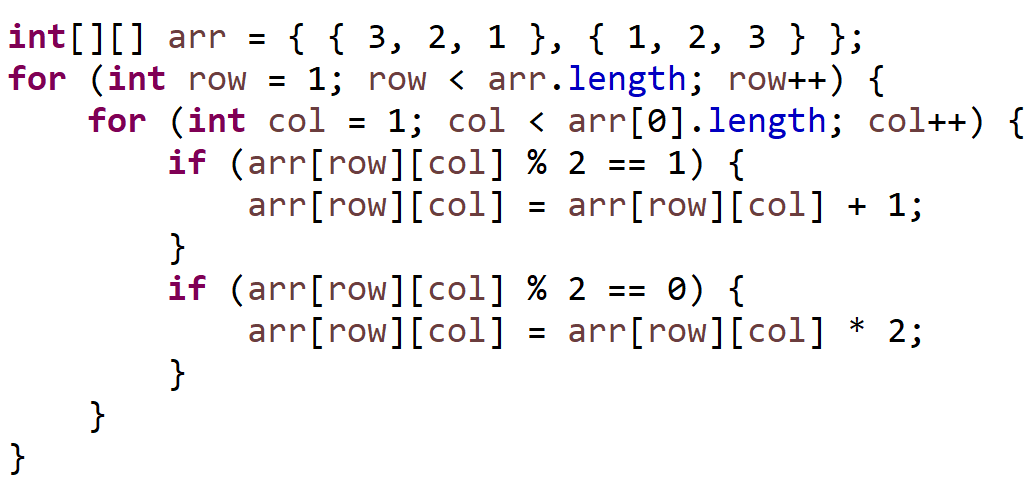 int[][] arr = { { 3, 2, 1 }, { 1, 2, 3 } };
for (int row = 1; row < arr.length; row++) {
    for (int col = 1; col < arr[0].length; col++) {
        if (arr[row][col] % 2 == 1) {
            arr[row][col] = arr[row][col] + 1;
        }
        if (arr[row][col] % 2 == 0) {
            arr[row][col] = arr[row][col] * 2;
        }
    }
}